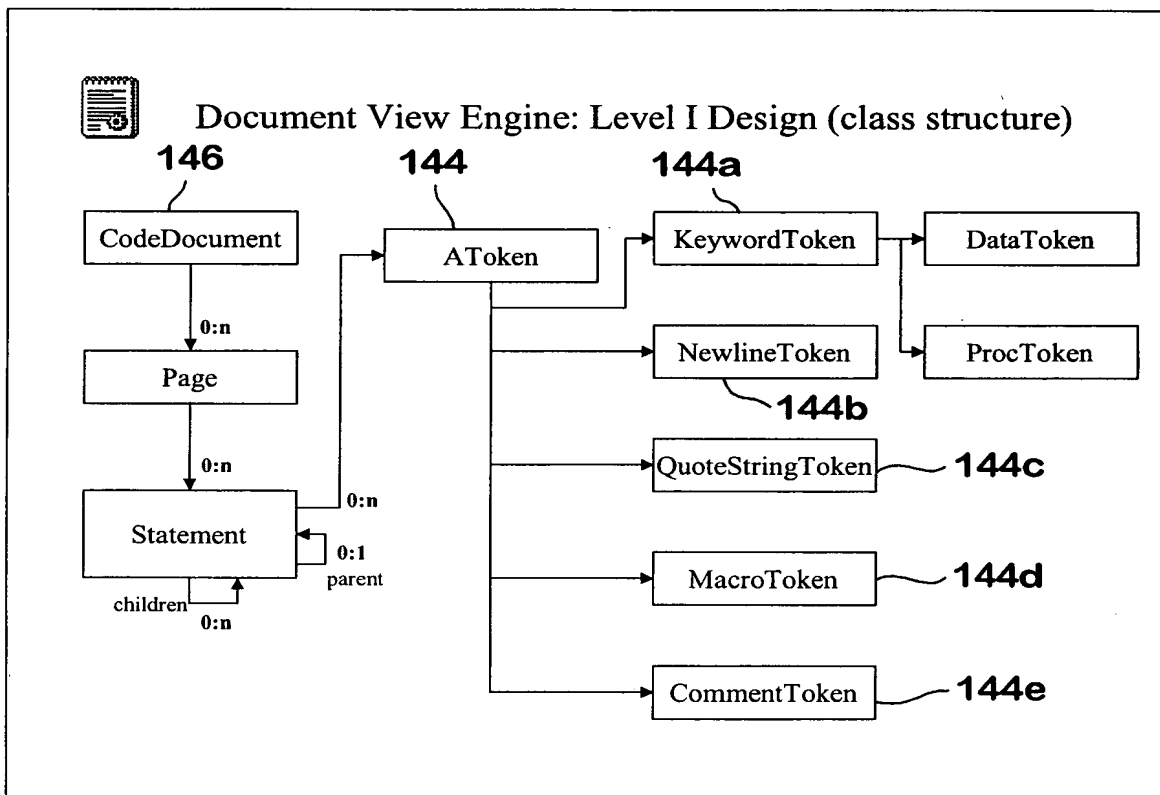 Document View Engine: Level I Design (class structure)
146
144
144a
CodeDocument
AToken
KeywordToken
DataToken
0:n
Page
NewlineToken
ProcToken
144b
0:n
QuoteStringToken
144c
0:n
Statement
0:1
parent
children
0:n
MacroToken
144d
CommentToken
144e